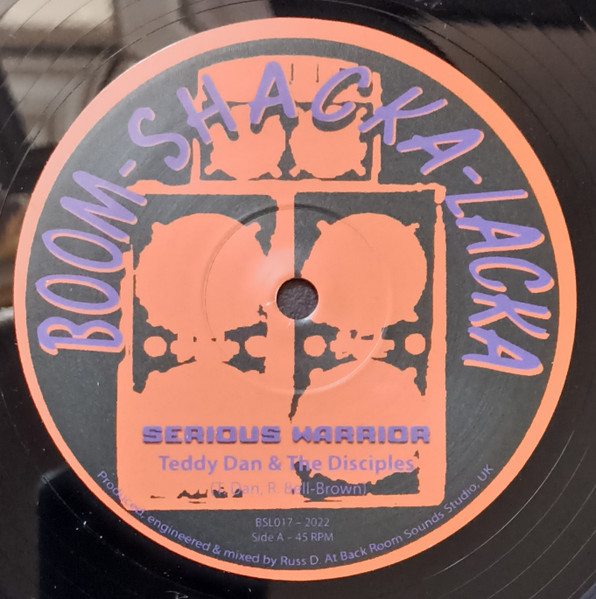 BOOM-SHACKA-LACKA
SERIOUS WARRIOR
Teddy Dan & The Disciples
(T. Dan, R. Bell-Brown)
BSL017 – 2022
Side A – 45 RPM
Produced, engineered & mixed by Russ D. At Back Room Sounds Studio, UK